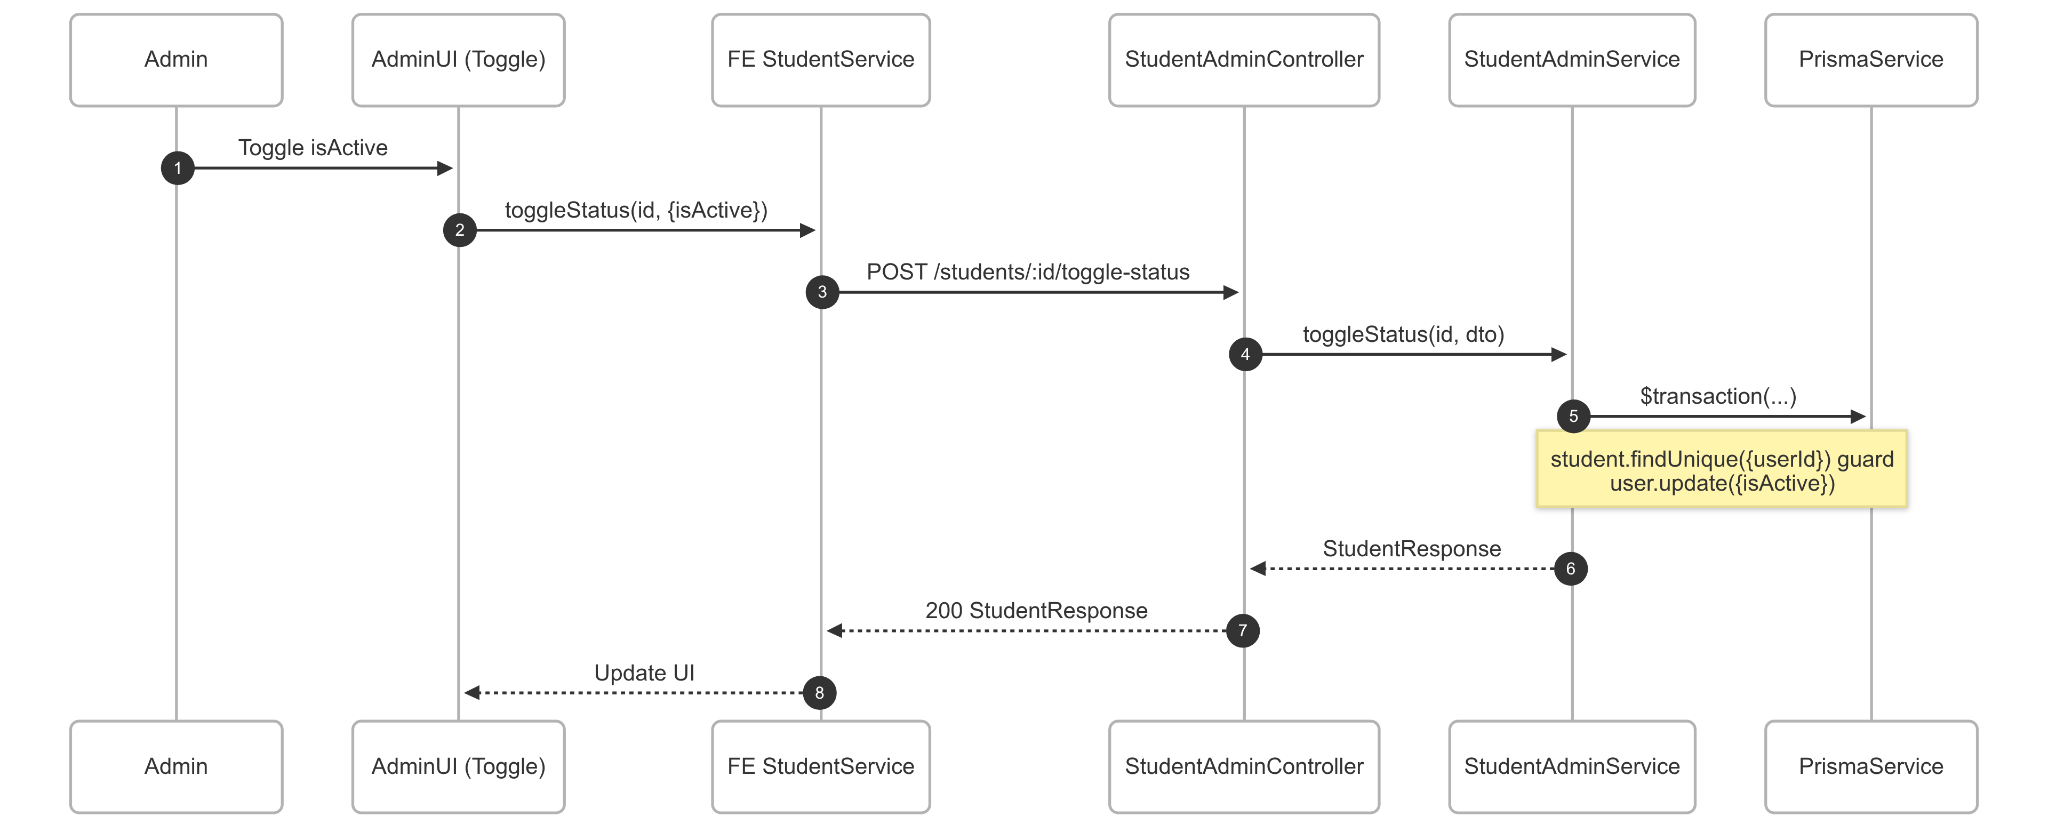 Admin
AdminUI (Toggle)
FE StudentService
StudentAdminController
StudentAdminService
PrismaService
Toggle isActive
1
toggleStatus(id, {isActive})
2
POST /students/:id/toggle-status
3
toggleStatus(id, dto)
4
$transaction(...)
5
student.findUnique({userId}) guard
user.update({isActive})
StudentResponse
6
200 StudentResponse
7
Update UI
8
Admin
AdminUI (Toggle)
FE StudentService
StudentAdminController
StudentAdminService
PrismaService